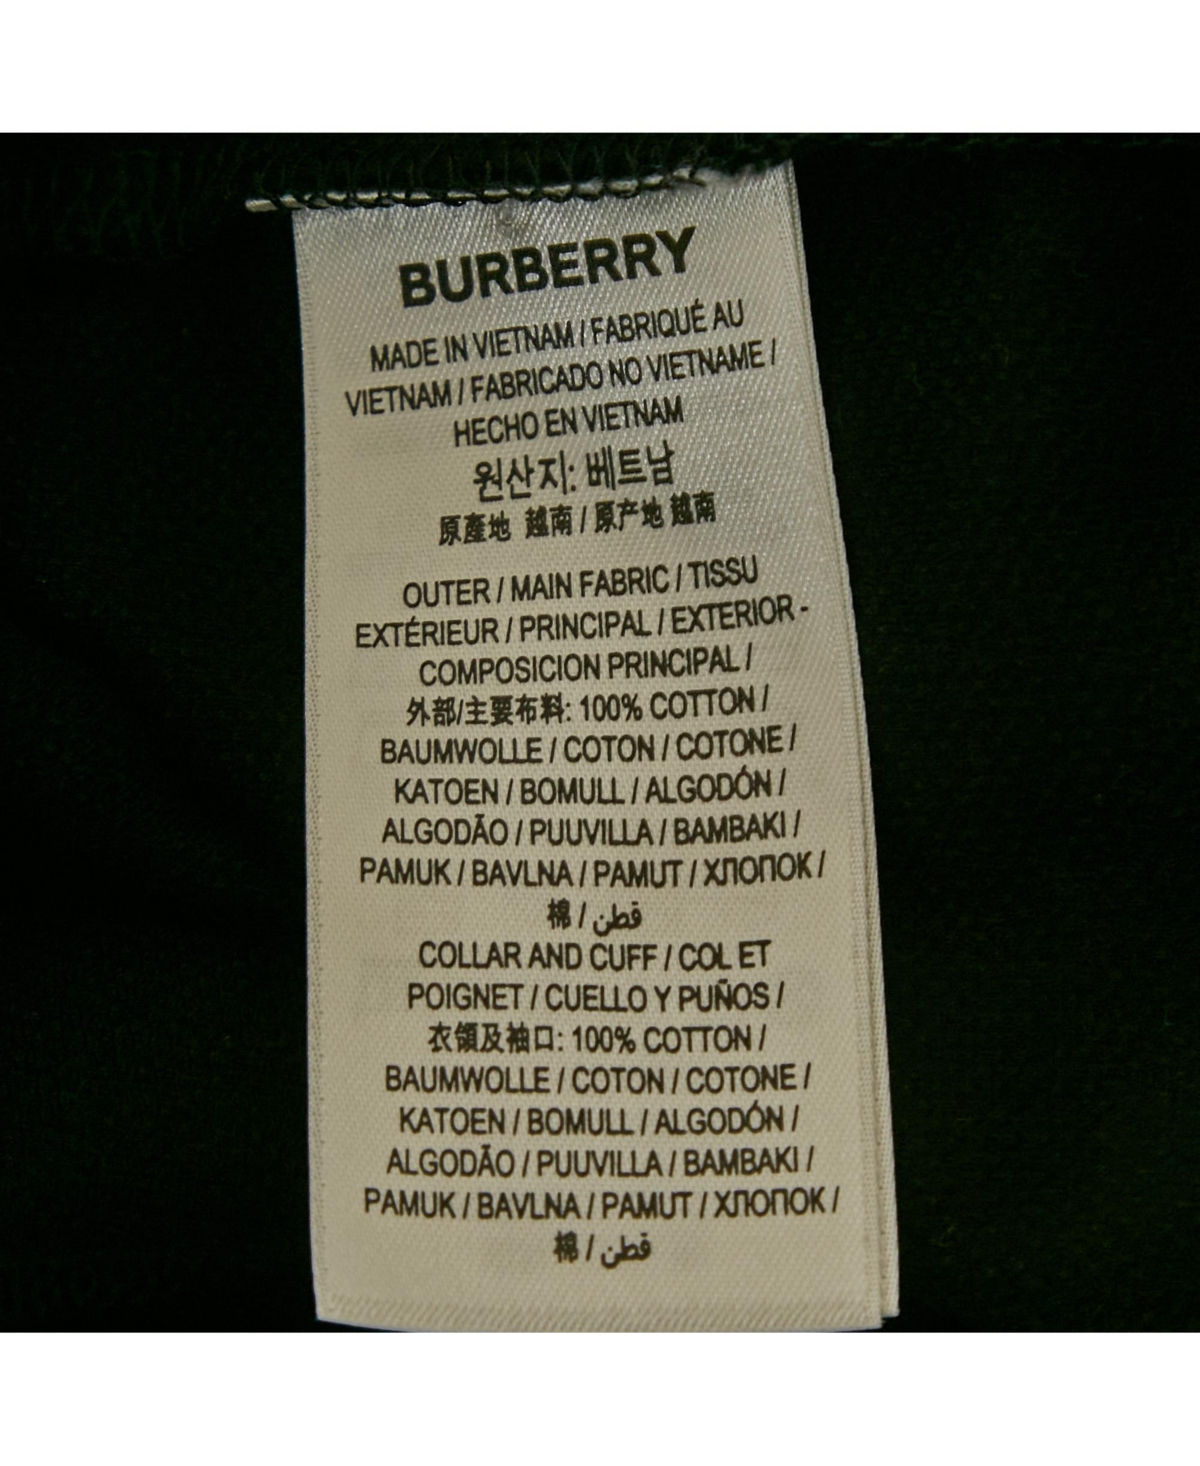 BURBERRY
MADE IN VIETNAM / FABRIQUÉ AU
VIETNAM / FABRICADO NO VIETNAME /
HECHO EN VIETNAM
원산지: 베트남
原產地 越南 / 原产地 越南
OUTER / MAIN FABRIC / TISSU
EXTÉRIEUR / PRINCIPAL / EXTERIOR -
COMPOSICION PRINCIPAL /
外部/主要布料: 100% COTTON /
BAUMWOLLE / COTON / COTONE /
KATOEN / BOMULL / ALGODÓN /
ALGODÃO / PUUVILLA / BAMBAKI /
PAMUK / BAVLNA / PAMUT / ХЛОПОК /
棉 / قطن
COLLAR AND CUFF / COL ET
POIGNET / CUELLO Y PUÑOS /
衣領及袖口: 100% COTTON /
BAUMWOLLE / COTON / COTONE /
KATOEN / BOMULL / ALGODÓN /
ALGODÃO / PUUVILLA / BAMBAKI /
PAMUK / BAVLNA / PAMUT / ХЛОПОК /
棉 / قطن